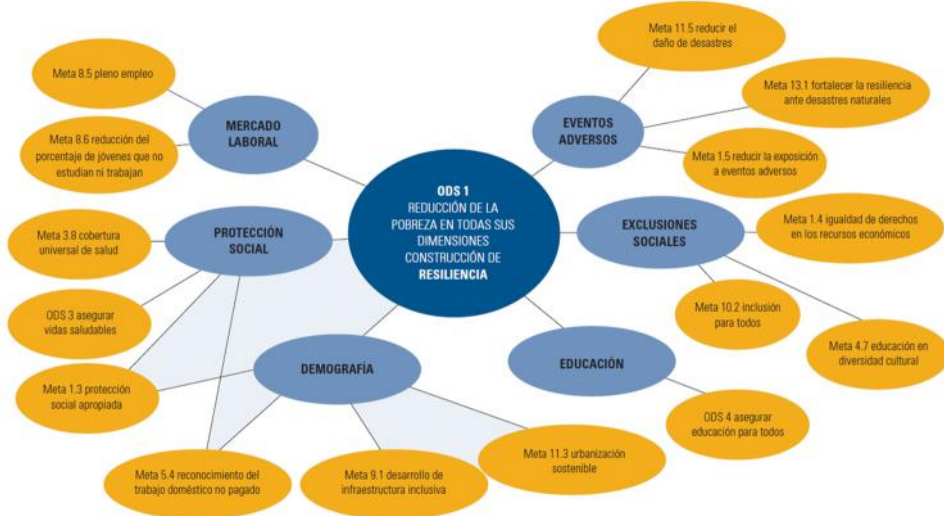 Meta 11.5 reducir el
daño de desastres
Meta 8.5 pleno empleo
Meta 13.1 fortalecer la resiliencia
ante desastres naturales
MERCADO
LABORAL
EVENTOS
ADVERSOS
Meta 8.6 reducción del
porcentaje de jóvenes que no
estudian ni trabajan
Meta 1.5 reducir la exposición
a eventos adversos
ODS 1
REDUCCIÓN DE LA
POBREZA EN TODAS SUS
DIMENSIONES
CONSTRUCCIÓN DE
RESILIENCIA
Meta 3.8 cobertura
universal de salud
PROTECCIÓN
SOCIAL
EXCLUSIONES
SOCIALES
Meta 1.4 igualdad de derechos
en los recursos económicos
ODS 3 asegurar
vidas saludables
Meta 10.2 inclusión
para todos
Meta 4.7 educación en
diversidad cultural
DEMOGRAFÍA
EDUCACIÓN
Meta 1.3 protección
social apropiada
ODS 4 asegurar
educación para todos
Meta 5.4 reconocimiento del
trabajo doméstico no pagado
Meta 9.1 desarrollo de
infraestructura inclusiva
Meta 11.3 urbanización
sostenible